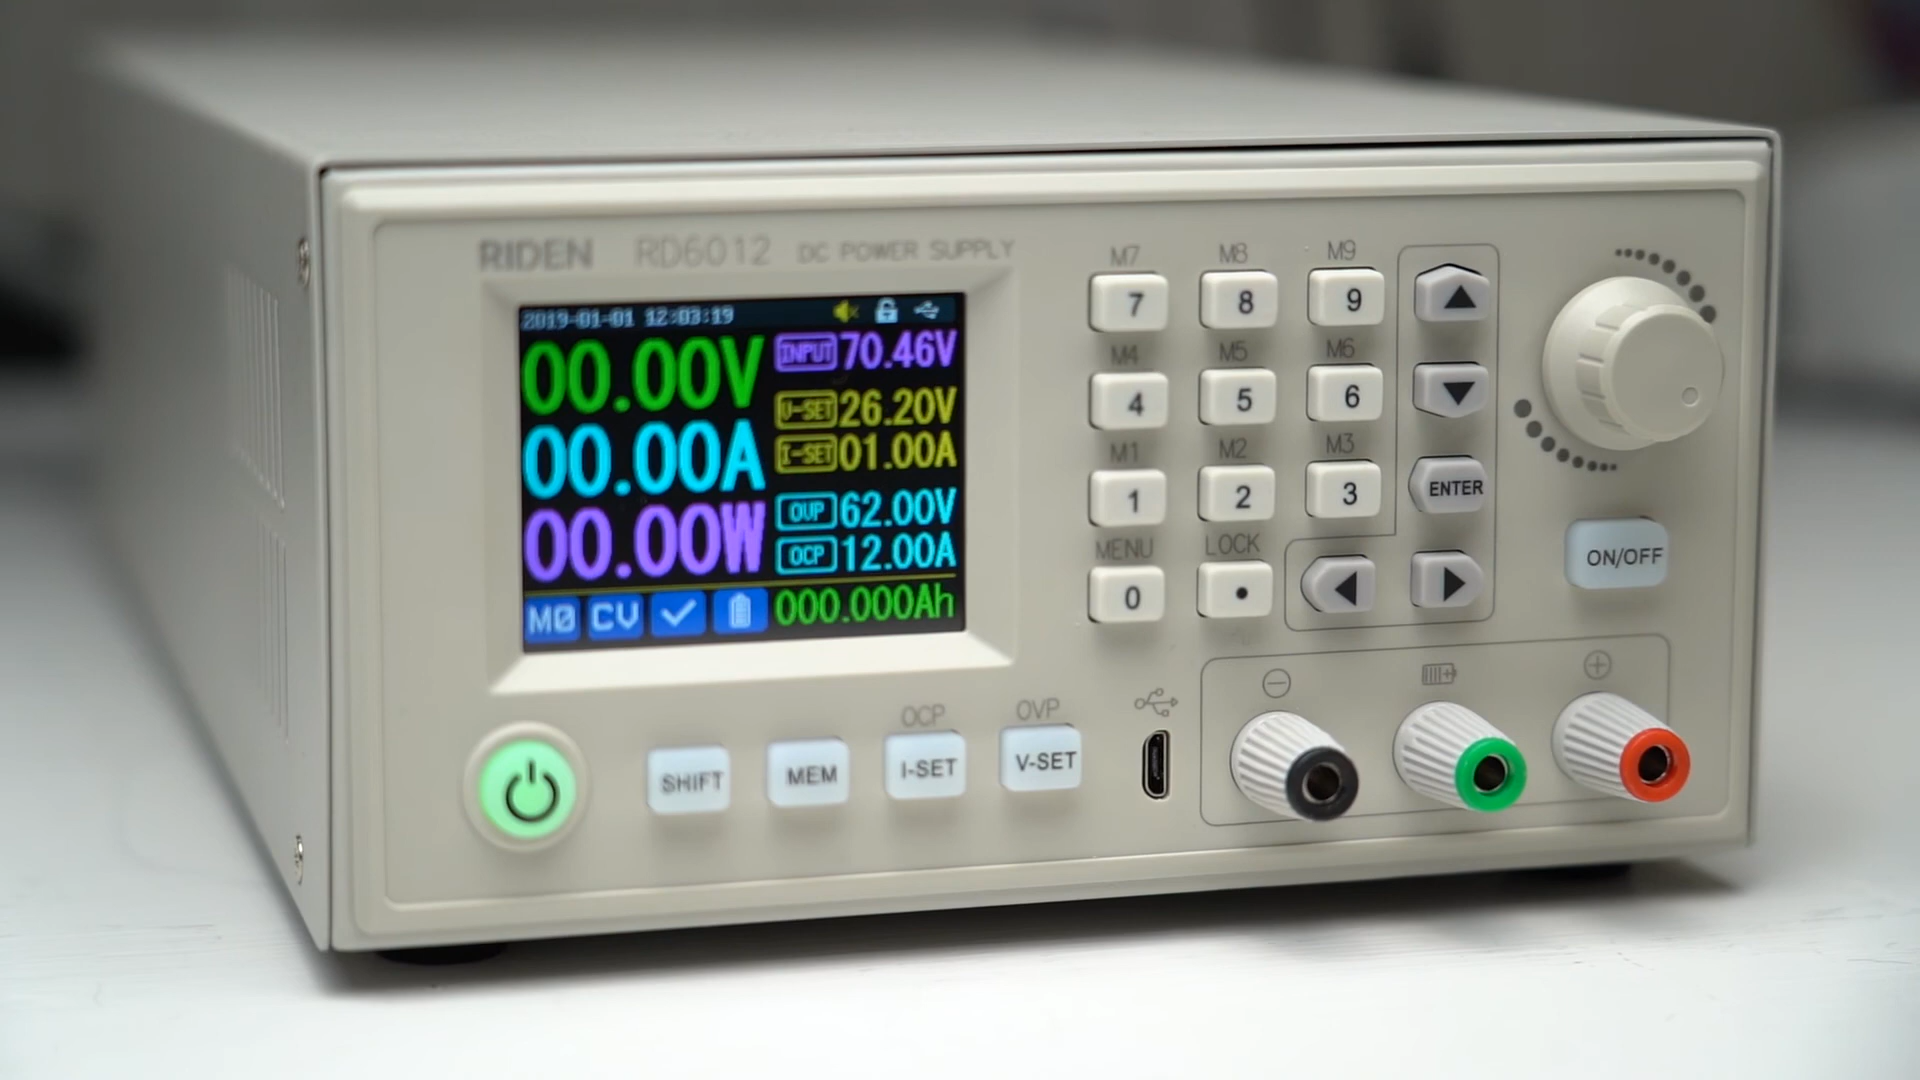 RIDEN RD6012 DC POWER SUPPLY
2019-01-01 12:03:19
00.00V
INPUT 70.46V
V-SET 26.20V
00.00A
I-SET 01.00A
OVP 62.00V
00.00W
OCP 12.00A
M0 CV 000.000Ah
M7 M8 M9
7 8 9
M4 M5 M6
4 5 6
M1 M2 M3
1 2 3 ENTER
MENU LOCK
0 .
ON/OFF
OCP OVP
SHIFT MEM I-SET V-SET